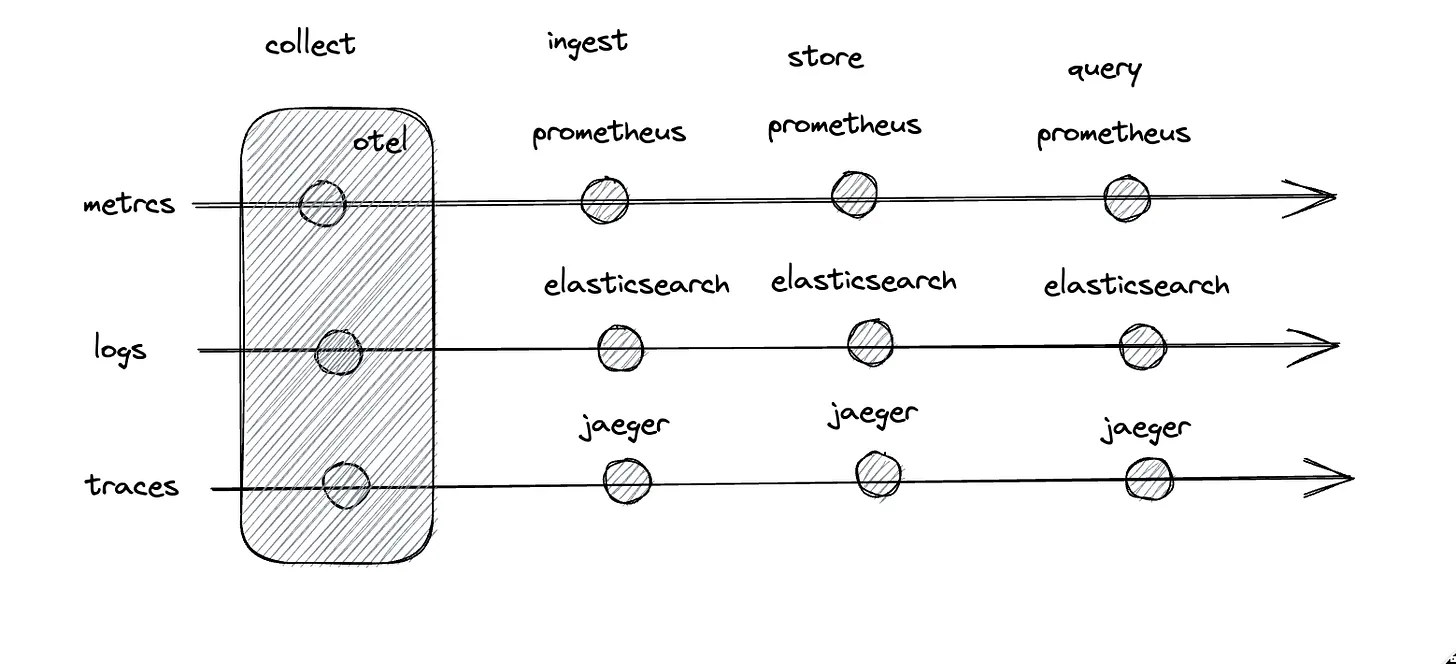 collect
ingest
store
query
otel
prometheus
prometheus
prometheus
metrcs
elasticsearch
elasticsearch
elasticsearch
logs
jaeger
jaeger
jaeger
traces